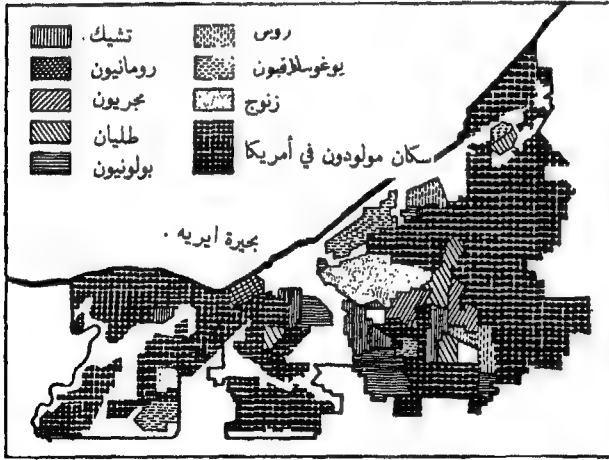 تشيك .
رومانيون
مجريون
طليان
بولونيون
روس
يوغوسلافيون
زنوج
سكان مولودون في أمريكا
بحيرة ايريه .